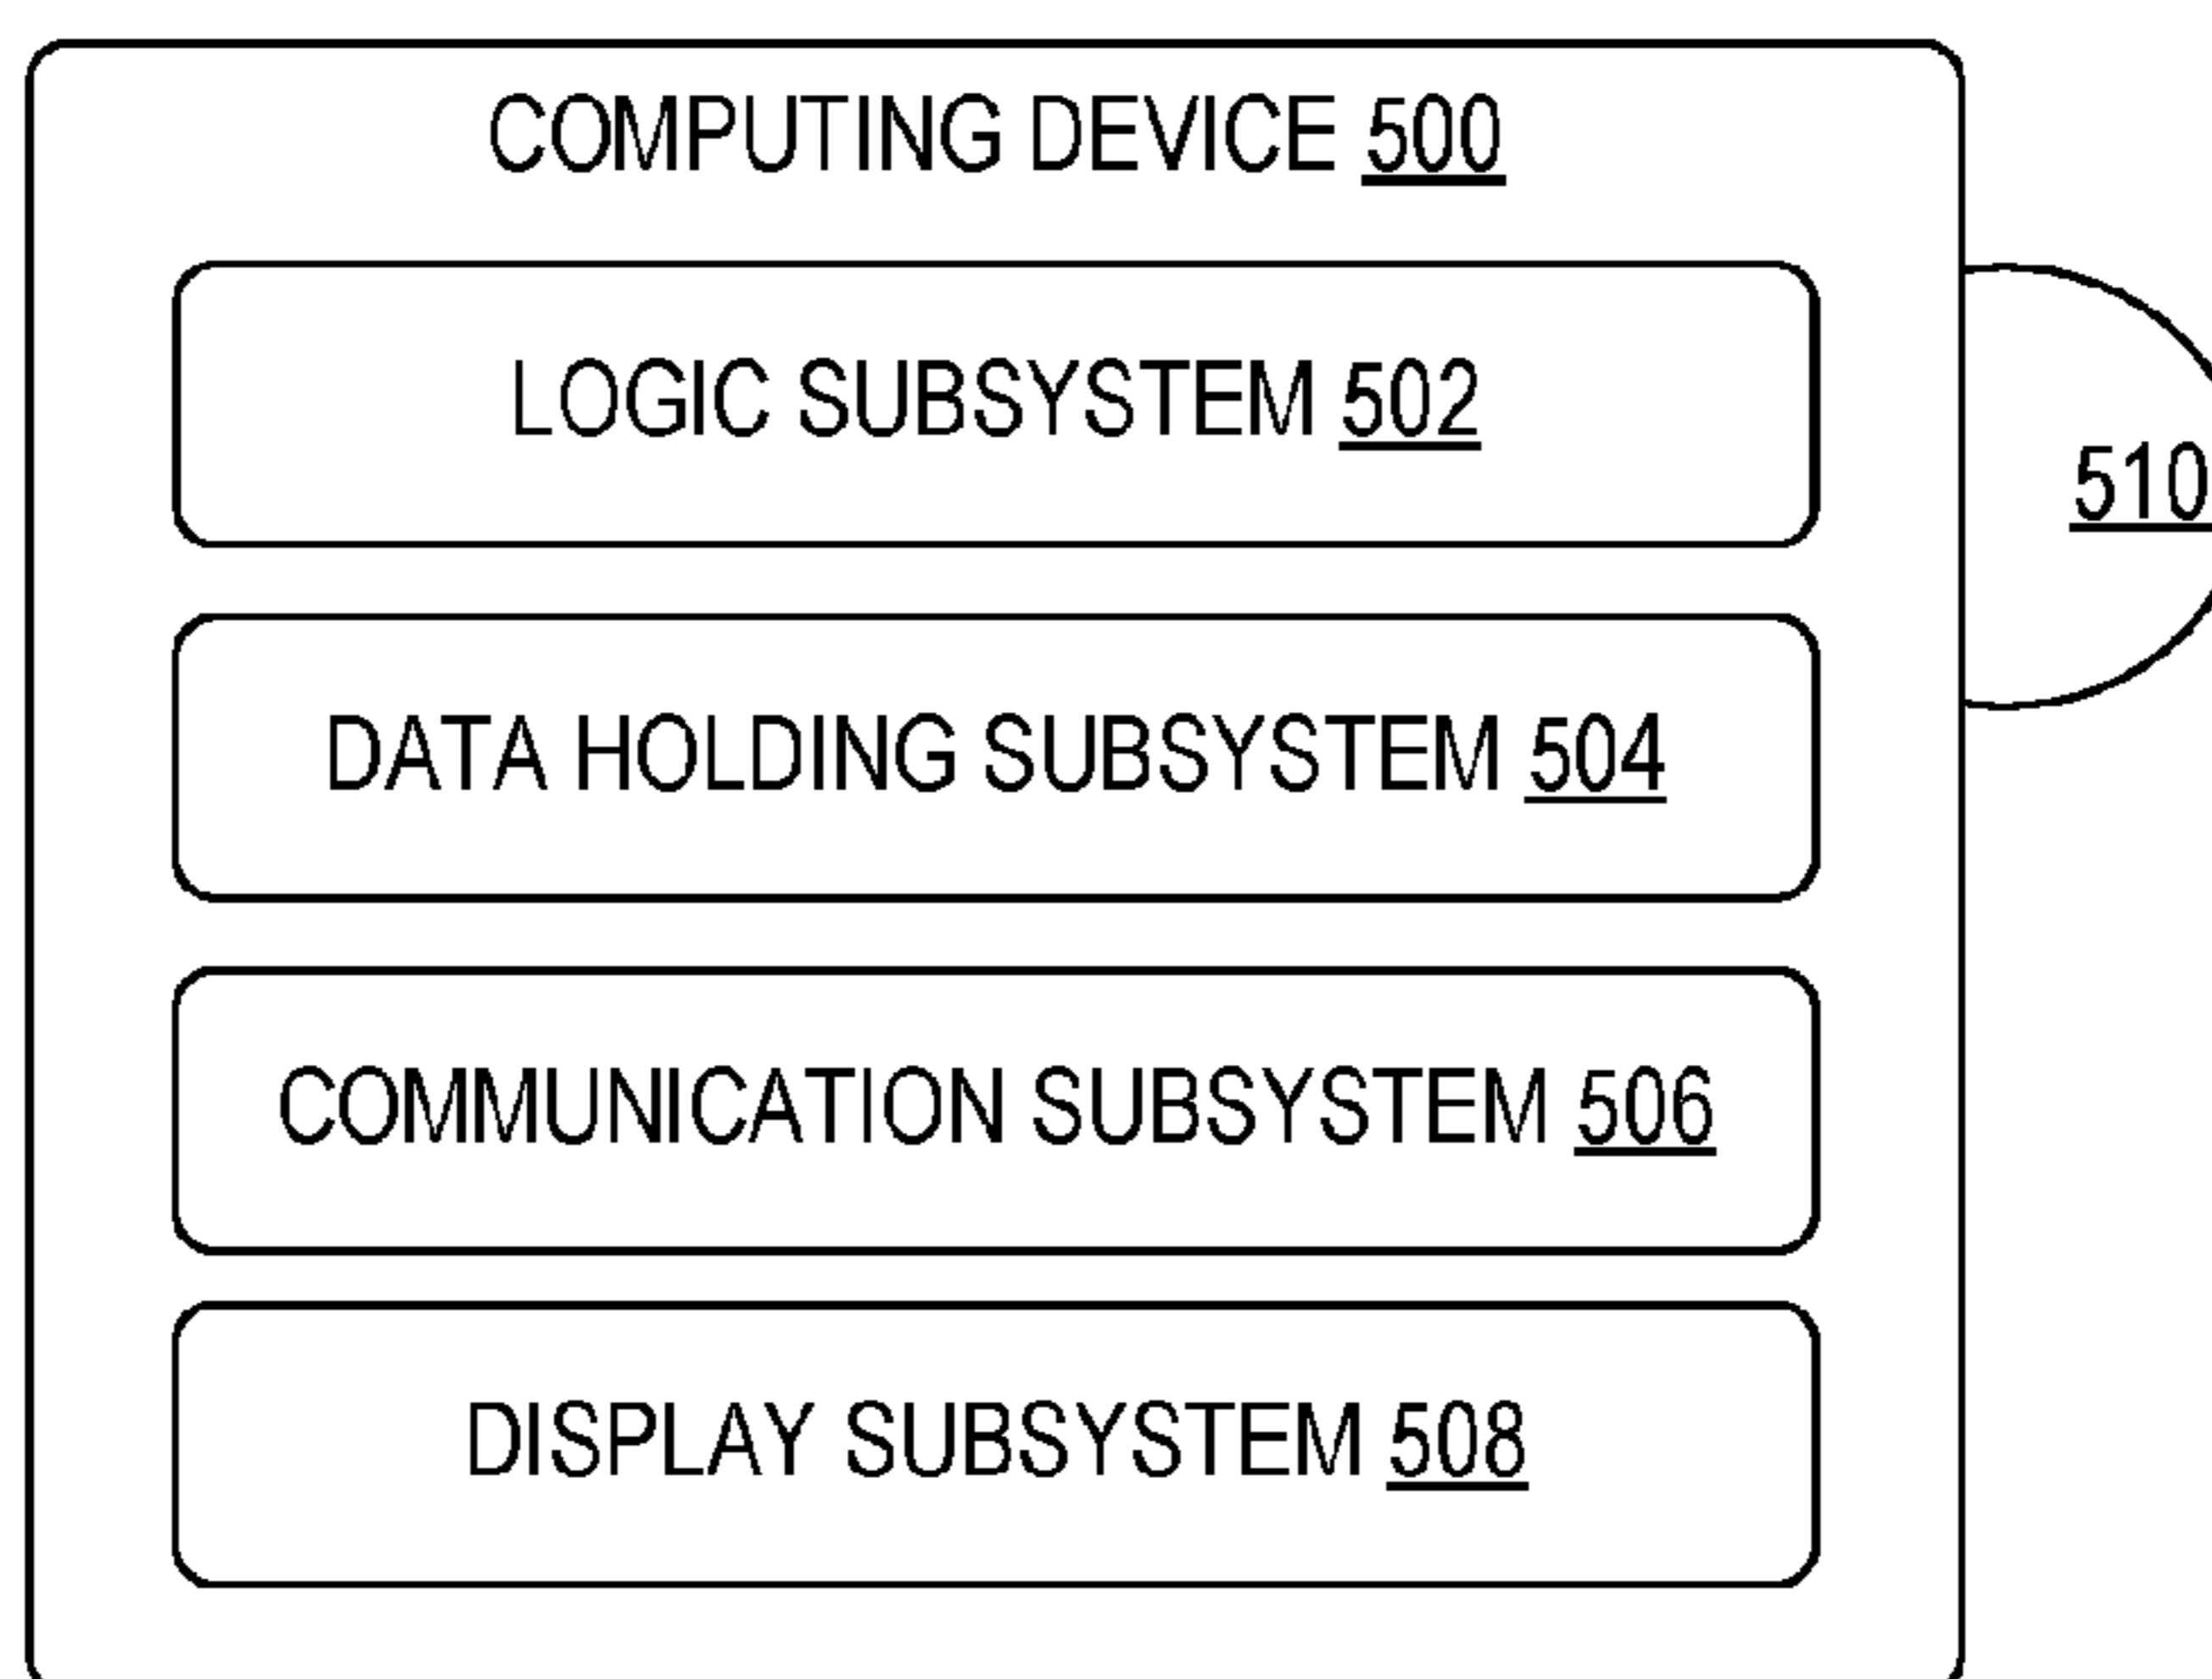 COMPUTING DEVICE 500
LOGIC SUBSYSTEM 502
510
DATA HOLDING SUBSYSTEM 504
COMMUNICATION SUBSYSTEM 506
DISPLAY SUBSYSTEM 508